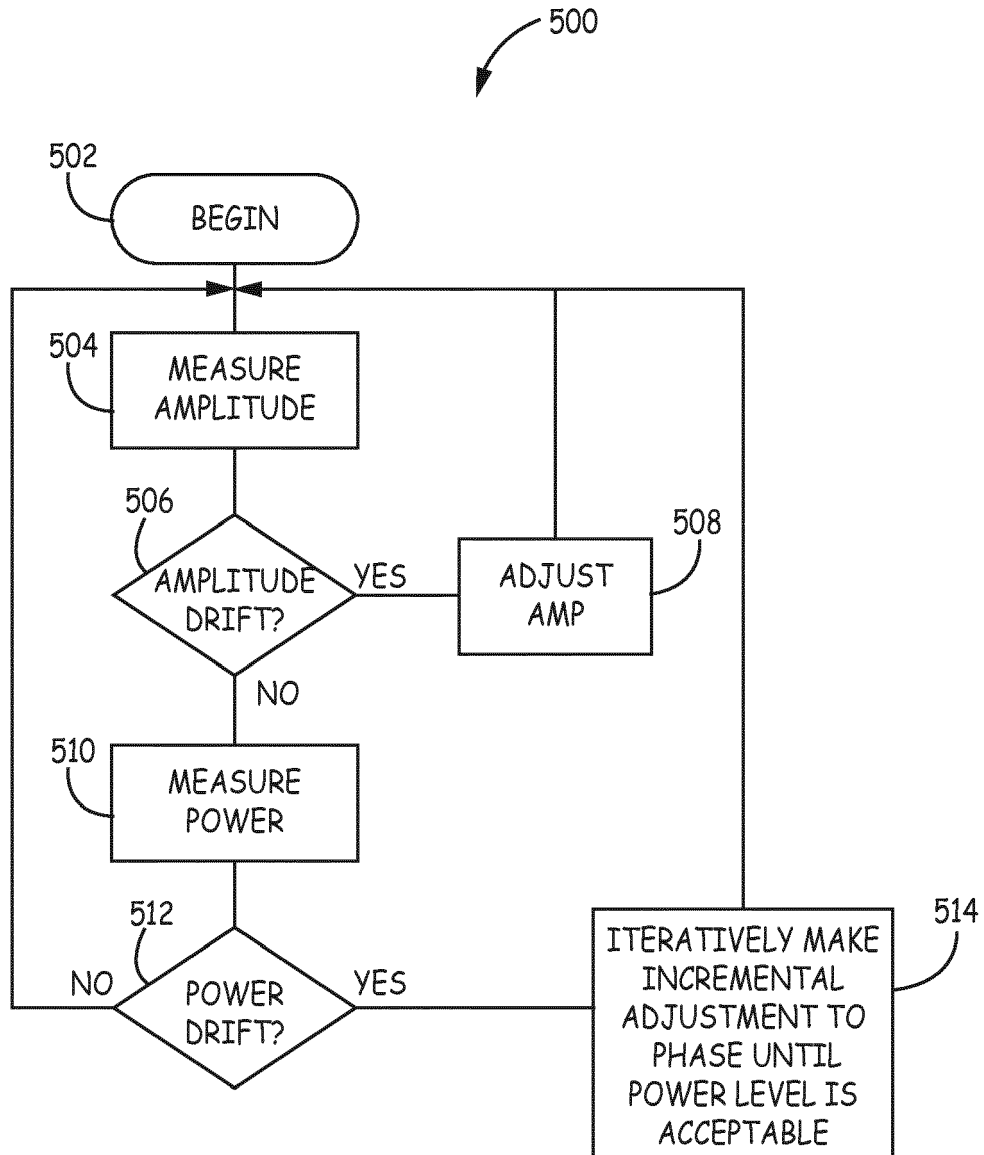 500
502
BEGIN
504
MEASURE
AMPLITUDE
506
AMPLITUDE
DRIFT?
YES
508
ADJUST
AMP
NO
510
MEASURE
POWER
512
NO
POWER
DRIFT?
YES
514
ITERATIVELY MAKE
INCREMENTAL
ADJUSTMENT TO
PHASE UNTIL
POWER LEVEL IS
ACCEPTABLE